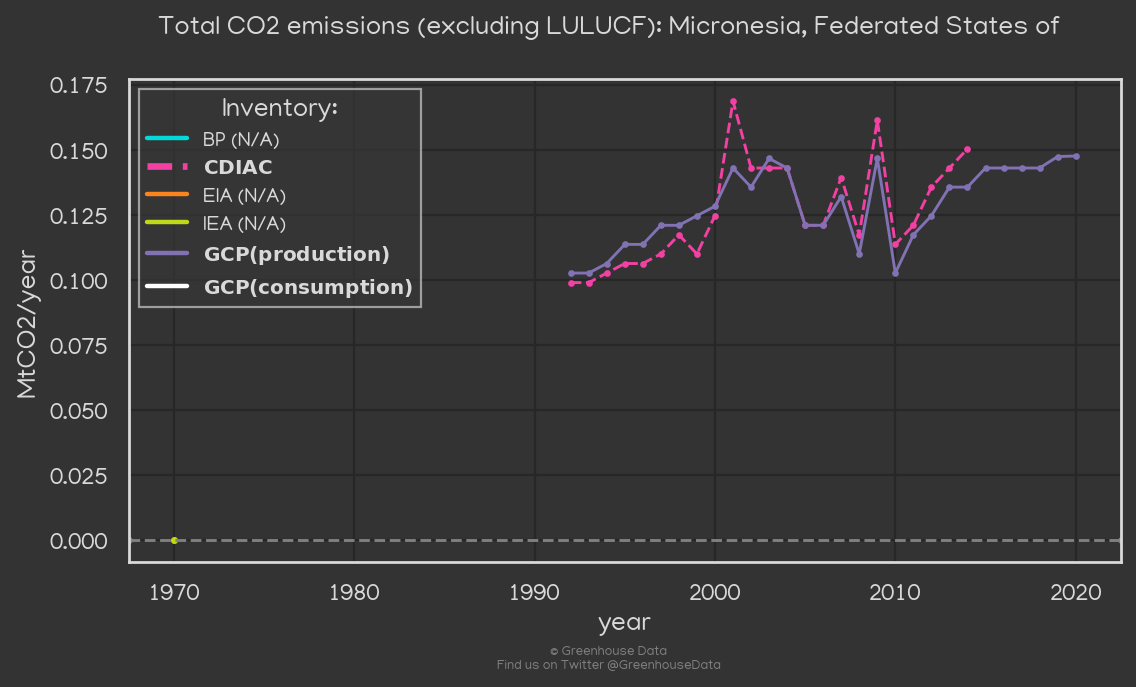 Total CO2 emissions (excluding LULUCF): Micronesia, Federated States of
0.175
0.150
0.125
0.100
0.075
0.050
0.025
0.000
MtCO2/year
Inventory:
BP (N/A)
CDIAC
EIA (N/A)
IEA (N/A)
GCP(production)
GCP(consumption)
1970 1980 1990 2000 2010 2020
year
© Greenhouse Data
Find us on Twitter @GreenhouseData